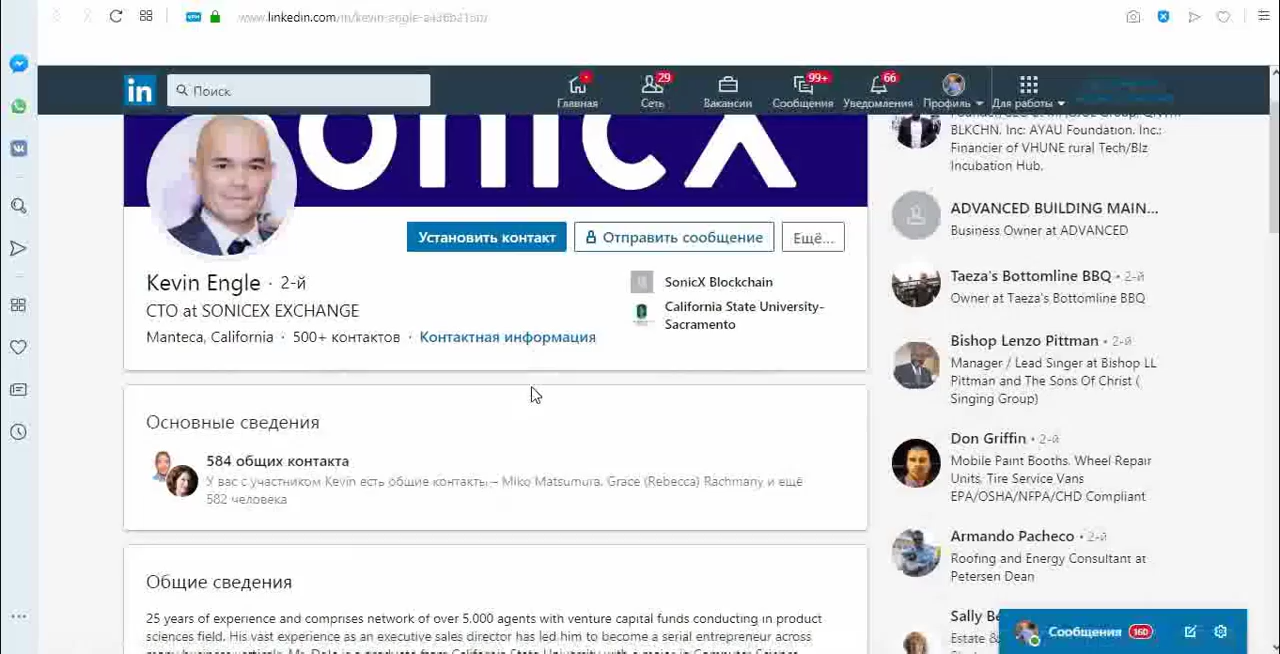 www.linkedin.com/in/kevin-engle-
in
Поиск
Главная
29
Сеть
Вакансии
99+
Сообщения
66
Уведомления
Профиль
Для работы
SonicX
Установить контакт
Отправить сообщение
Ещё...
Kevin Engle · 2-й
CTO at SONICEX EXCHANGE
Manteca, California · 500+ контактов · Контактная информация
SonicX Blockchain
California State University-
Sacramento
Основные сведения
584 общих контакта
У вас с участником Kevin есть общие контакты – Miko Matsumura, Grace (Rebecca) Rachmany и ещё
582 человека
Общие сведения
25 years of experience and comprises network of over 5,000 agents with venture capital funds conducting in product
sciences field. His vast experience as an executive sales director has led him to become a serial entrepreneur across
BLKCHN. Inc: AYAU Foundation. Inc.:
Financier of VHUNE rural Tech/Biz
Incubation Hub.
ADVANCED BUILDING MAIN...
Business Owner at ADVANCED
Taeza's Bottomline BBQ • 2-й
Owner at Taeza's Bottomline BBQ
Bishop Lenzo Pittman • 2-й
Manager / Lead Singer at Bishop LL
Pittman and The Sons Of Christ (
Singing Group)
Don Griffin • 2-й
Mobile Paint Booths, Wheel Repair
Units, Tire Service Vans
EPA/OSHA/NFPA/CHD Compliant
Armando Pacheco • 2-й
Roofing and Energy Consultant at
Petersen Dean
Sally
Estate &
Сообщения 160